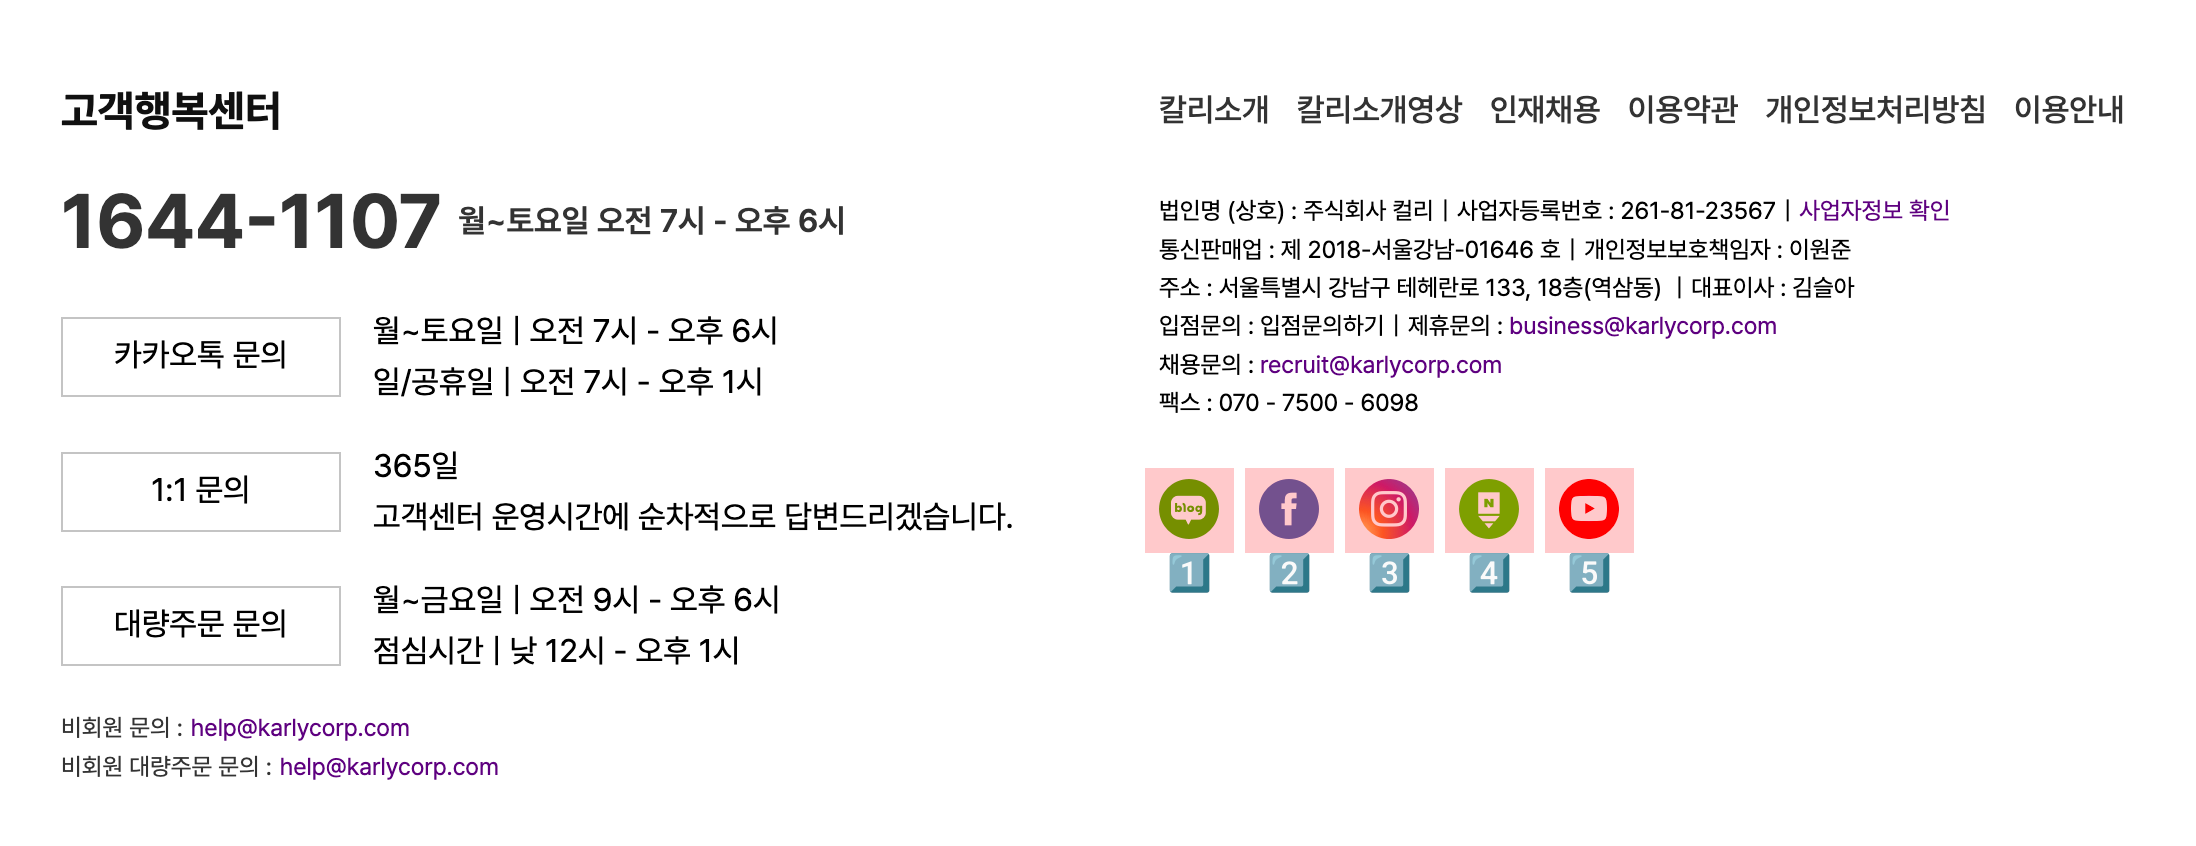 고객행복센터
1644-1107 월~토요일 오전 7시 - 오후 6시
카카오톡 문의
월~토요일 | 오전 7시 - 오후 6시
일/공휴일 | 오전 7시 - 오후 1시
1:1 문의
365일
고객센터 운영시간에 순차적으로 답변드리겠습니다.
대량주문 문의
월~금요일 | 오전 9시 - 오후 6시
점심시간 | 낮 12시 - 오후 1시
비회원 문의 : help@karlycorp.com
비회원 대량주문 문의 : help@karlycorp.com
칼리소개 칼리소개영상 인재채용 이용약관 개인정보처리방침 이용안내
법인명 (상호) : 주식회사 컬리 | 사업자등록번호 : 261-81-23567 | 사업자정보 확인
통신판매업 : 제 2018-서울강남-01646 호 | 개인정보보호책임자 : 이원준
주소 : 서울특별시 강남구 테헤란로 133, 18층(역삼동) | 대표이사 : 김슬아
입점문의 : 입점문의하기 | 제휴문의 : business@karlycorp.com
채용문의 : recruit@karlycorp.com
팩스 : 070 - 7500 - 6098
blog f N
1 2 3 4 5